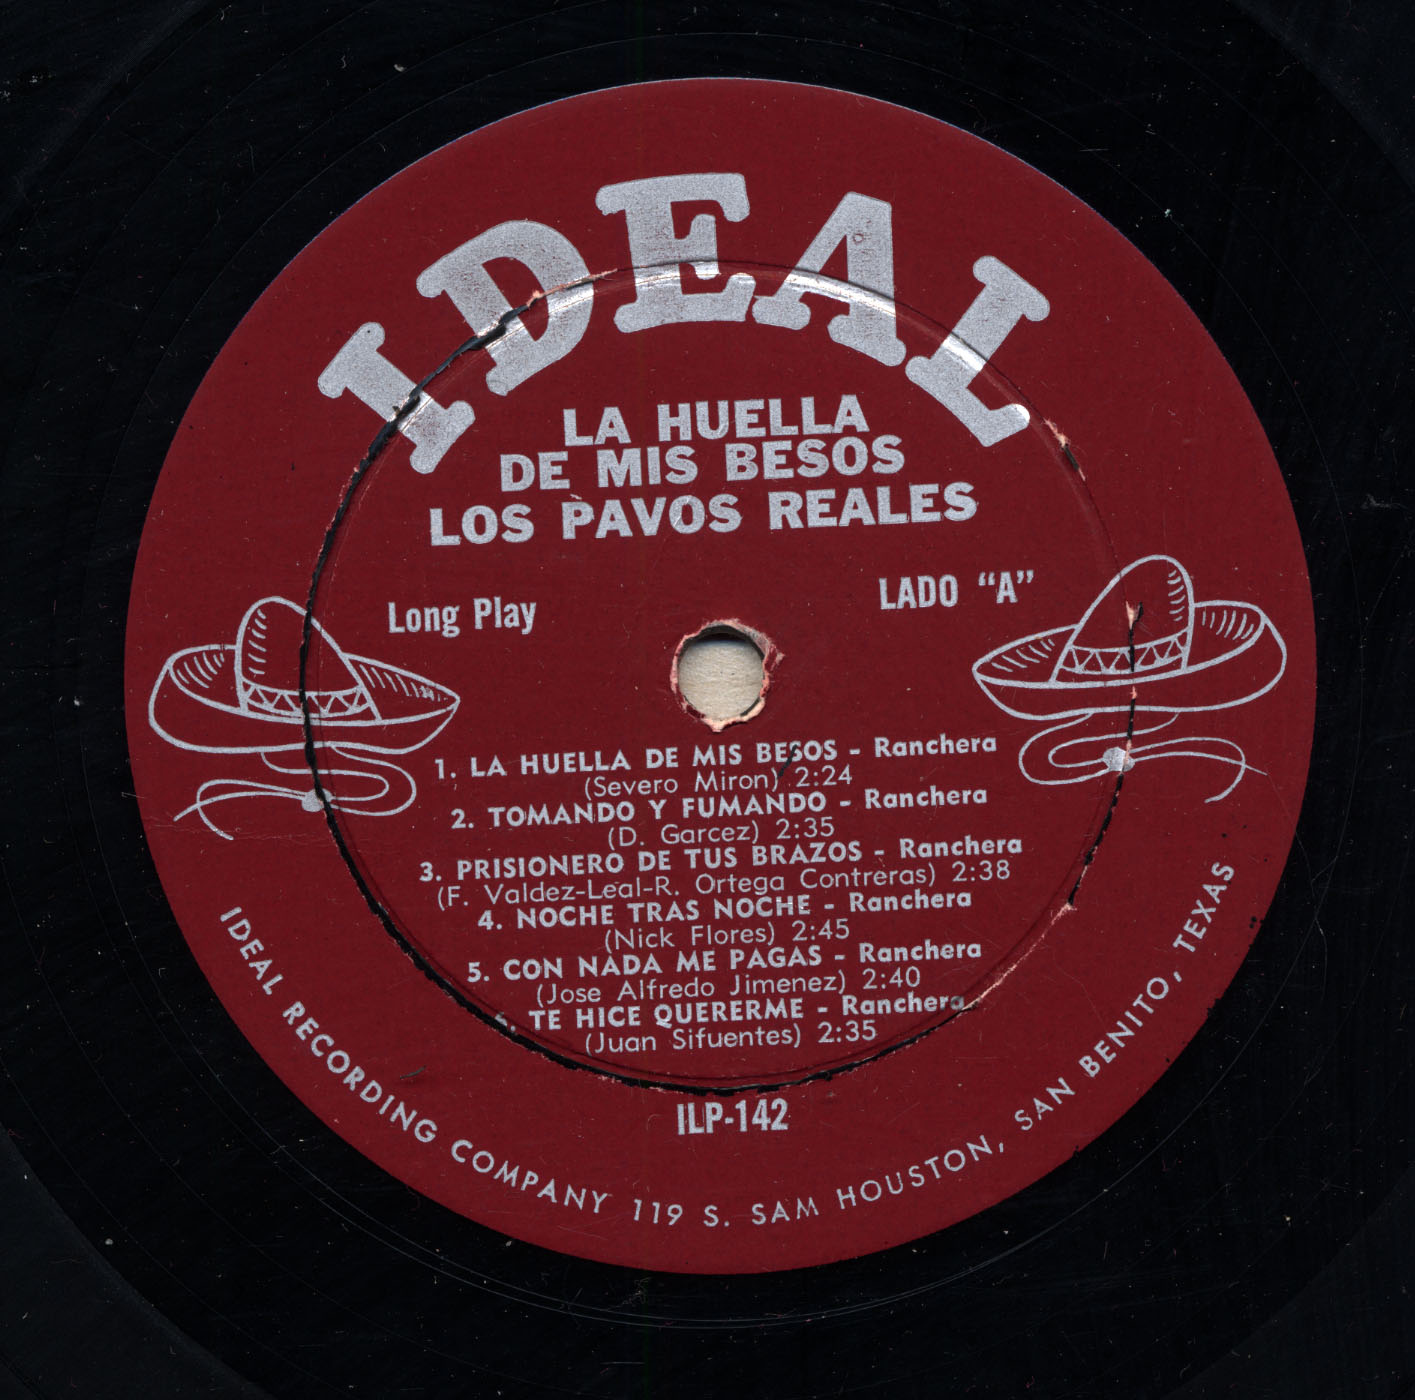 IDEAL
LA HUELLA
DE MIS BESOS
LOS PAVOS REALES
Long Play
LADO "A"
1. LA HUELLA DE MIS BESOS - Ranchera
(Severo Miron) 2:24
2. TOMANDO Y FUMANDO - Ranchera
(D. Garcez) 2:35
3. PRISIONERO DE TUS BRAZOS - Ranchera
(F. Valdez-Leal-R. Ortega Contreras) 2:38
4. NOCHE TRAS NOCHE - Ranchera
(Nick Flores) 2:45
5. CON NADA ME PAGAS - Ranchera
(Jose Alfredo Jimenez) 2:40
6. TE HICE QUERERME - Ranchera
(Juan Sifuentes) 2:35
ILP-142
IDEAL RECORDING COMPANY 119 S. SAM HOUSTON, SAN BENITO, TEXAS